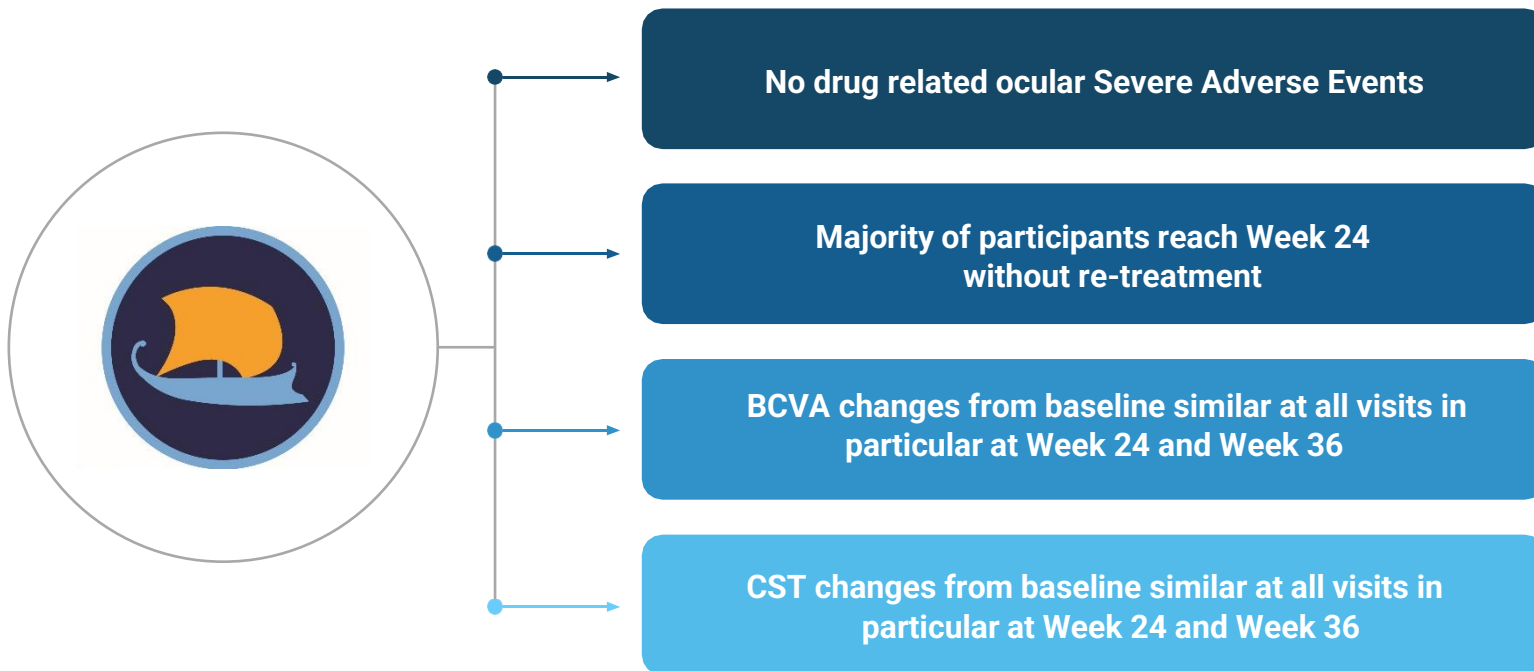 No drug related ocular Severe Adverse Events
Majority of participants reach Week 24
without re-treatment
BCVA changes from baseline similar at all visits in
particular at Week 24 and Week 36
CST changes from baseline similar at all visits in
particular at Week 24 and Week 36